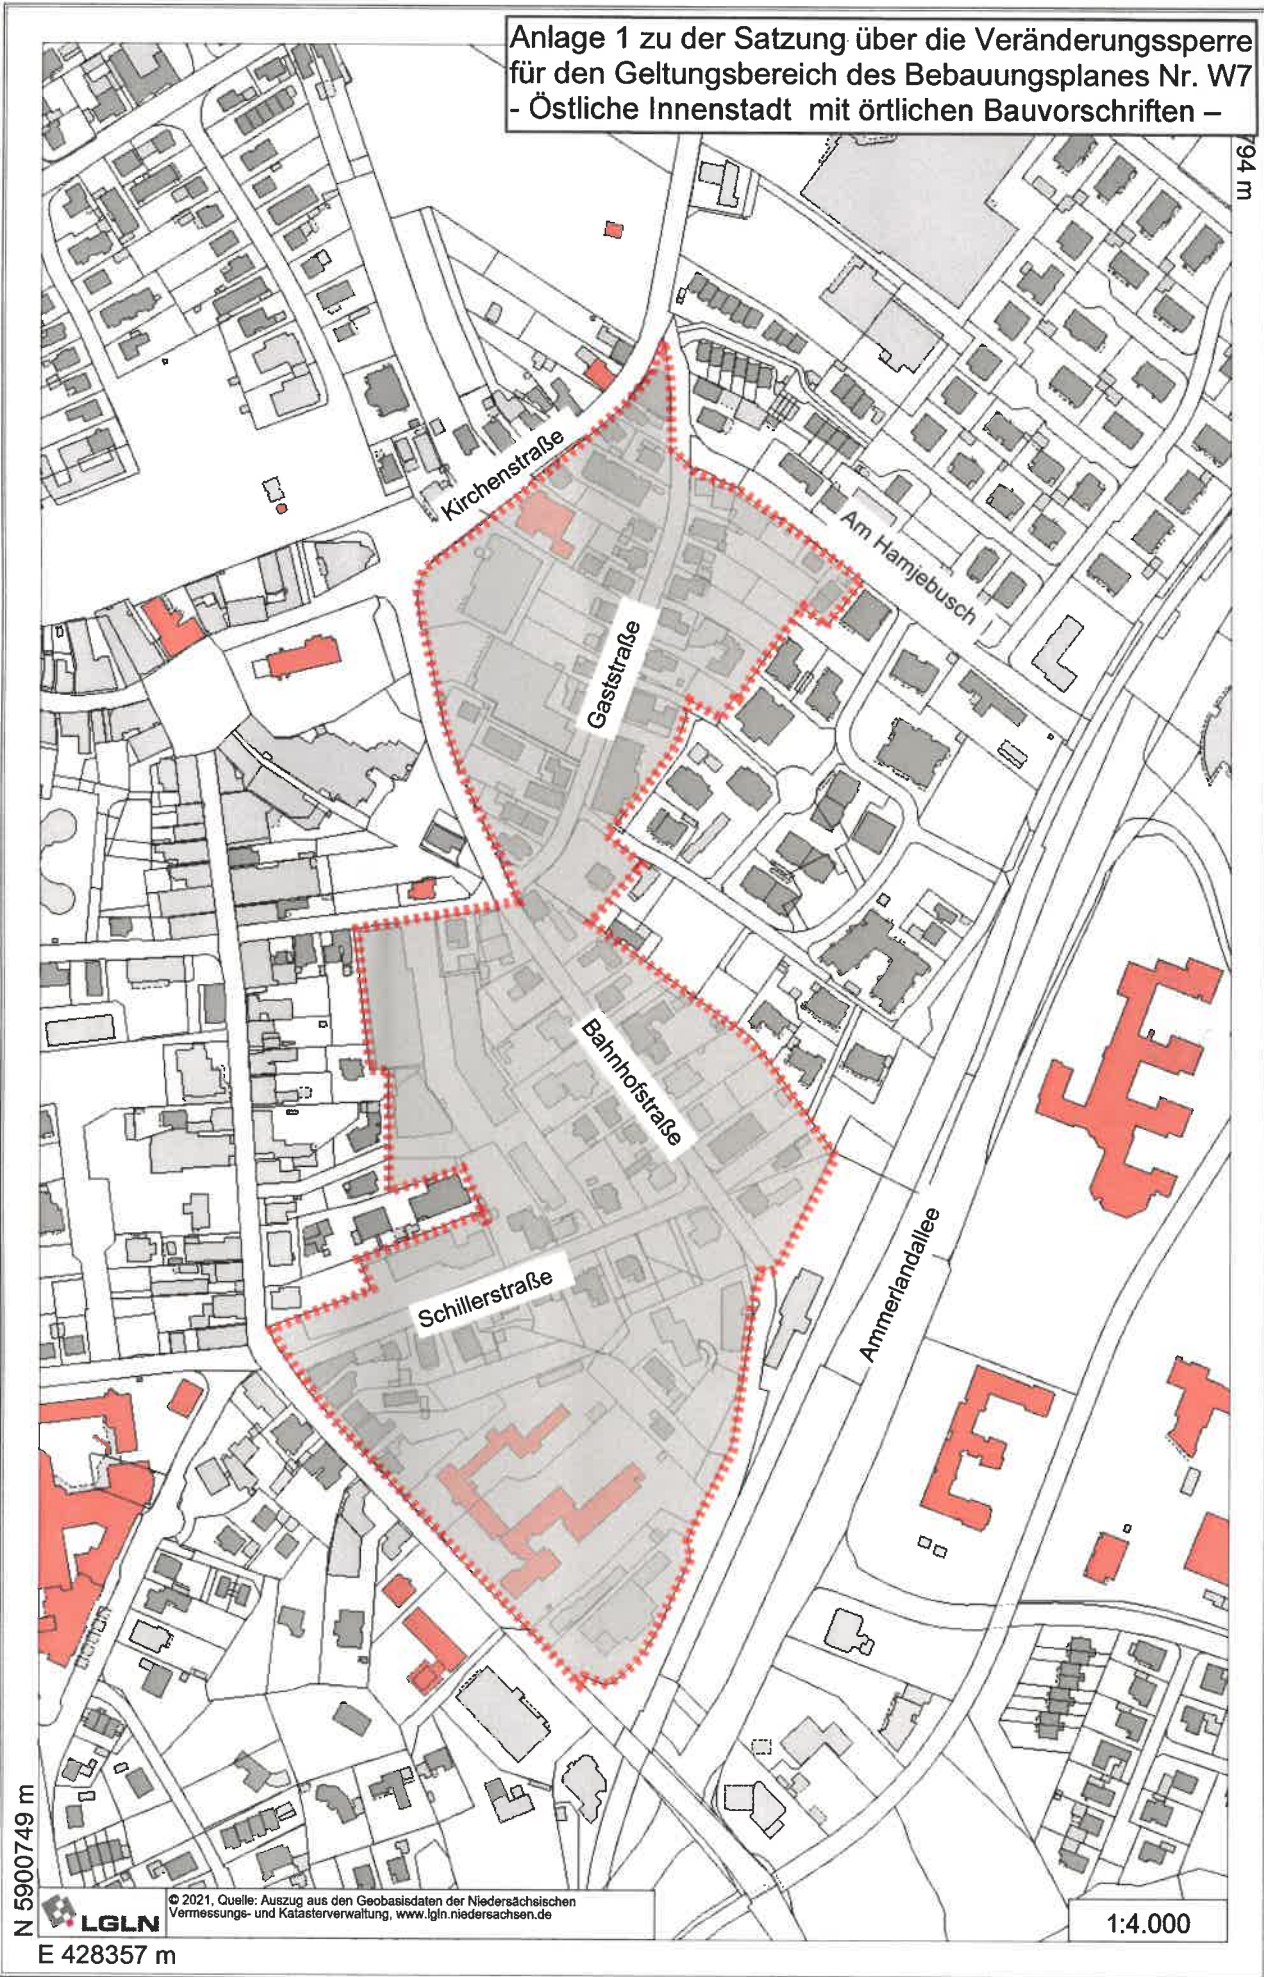 Anlage 1 zu der Satzung über die Veränderungssperre
für den Geltungsbereich des Bebauungsplanes Nr. W7
- Östliche Innenstadt mit örtlichen Bauvorschriften –
794 m
Kirchenstraße
Am Hamjebusch
Gaststraße
Bahnhofstraße
Schillerstraße
Ammerlandallee
N 5900749 m
LGLN
© 2021, Quelle: Auszug aus den Geobasisdaten der Niedersächsischen
Vermessungs- und Katasterverwaltung, www.lgln.niedersachsen.de
1:4.000
E 428357 m